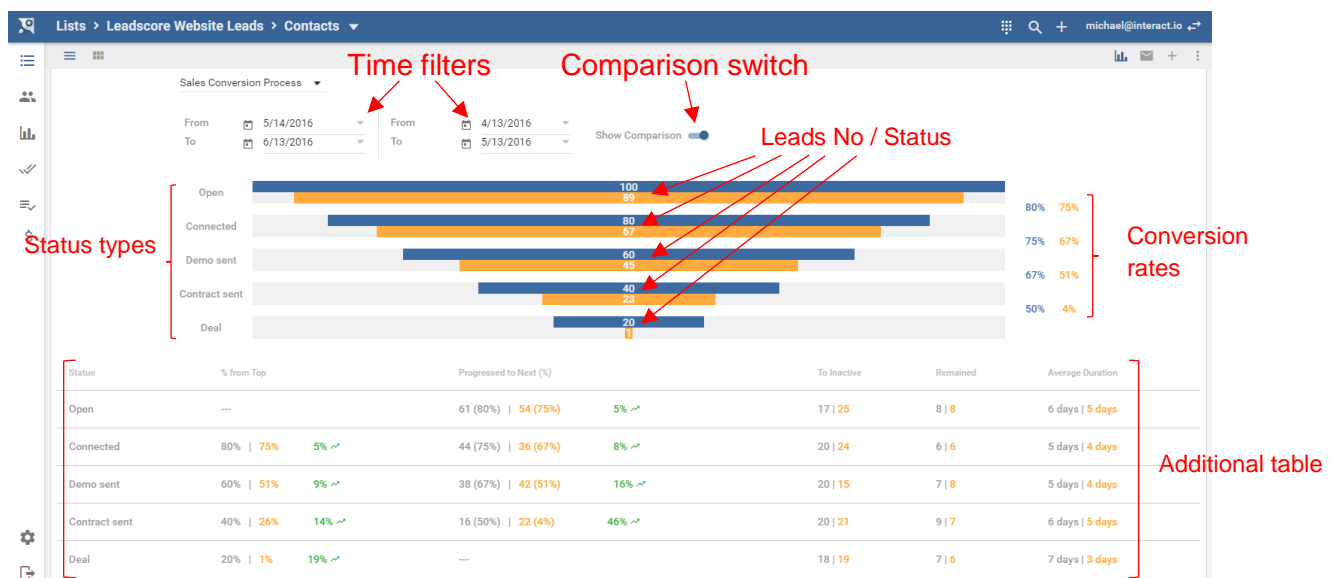 Lists > Leadscore Website Leads > Contacts
michael@interact.io
Time filters
Comparison switch
Sales Conversion Process
From 5/14/2016 From 4/13/2016
To 6/13/2016 To 5/13/2016
Show Comparison
Leads No / Status
Open 100
89
80% 75%
Connected 80
67
Status types
75% 67%
Conversion
rates
Demo sent 60
45
67% 51%
Contract sent 40
23
50% 4%
Deal 20
1
Status % from Top Progressed to Next (%) To Inactive Remained Average Duration
Open --- 61 (80%) | 54 (75%) 5% 17 | 25 8 | 8 6 days | 5 days
Connected 80% | 75% 5% 44 (75%) | 36 (67%) 8% 20 | 24 6 | 6 5 days | 4 days
Additional table
Demo sent 60% | 51% 9% 38 (67%) | 42 (51%) 16% 20 | 15 7 | 8 5 days | 4 days
Contract sent 40% | 26% 14% 16 (50%) | 22 (4%) 46% 20 | 21 9 | 7 6 days | 5 days
Deal 20% | 1% 19% --- 18 | 19 7 | 6 7 days | 3 days